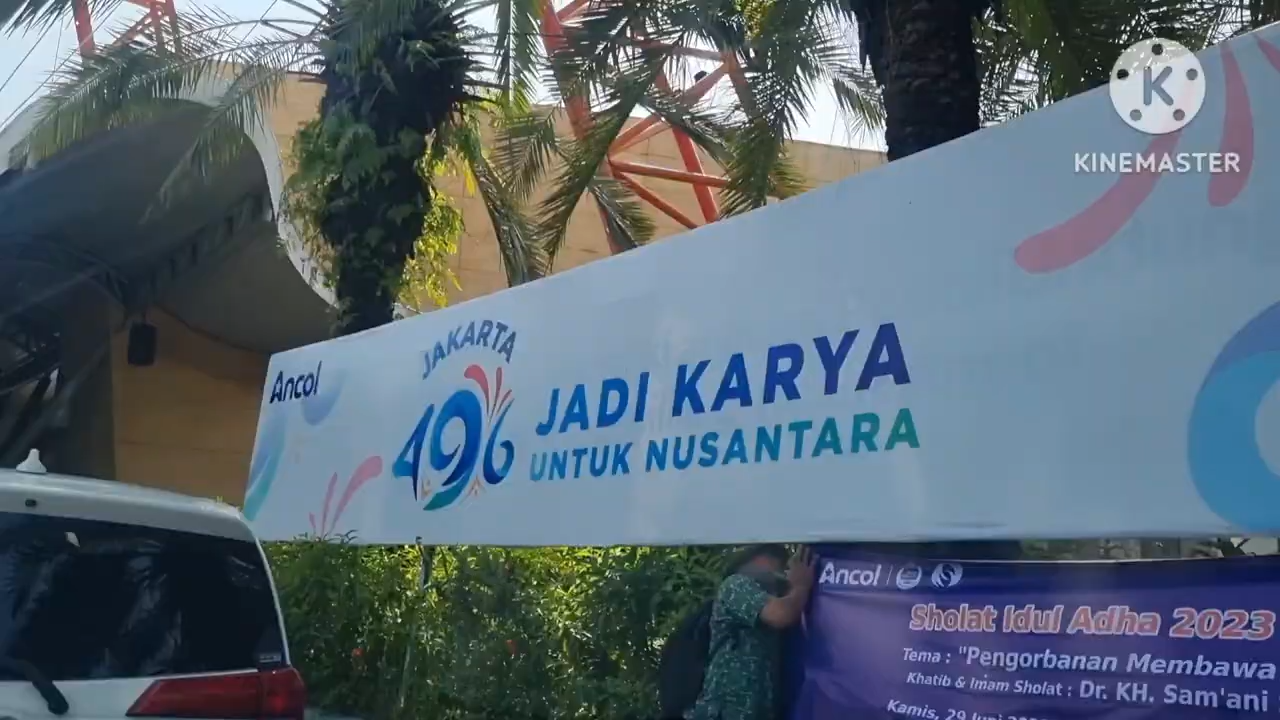 K
KINEMASTER
Ancol
JAKARTA
496
JADI KARYA
UNTUK NUSANTARA
Ancol
Sholat Idul Adha 2023
Tema : "Pengorbanan Membawa
Khatib & Imam Sholat : Dr. KH. Sam'ani
Kamis, 29 Juni